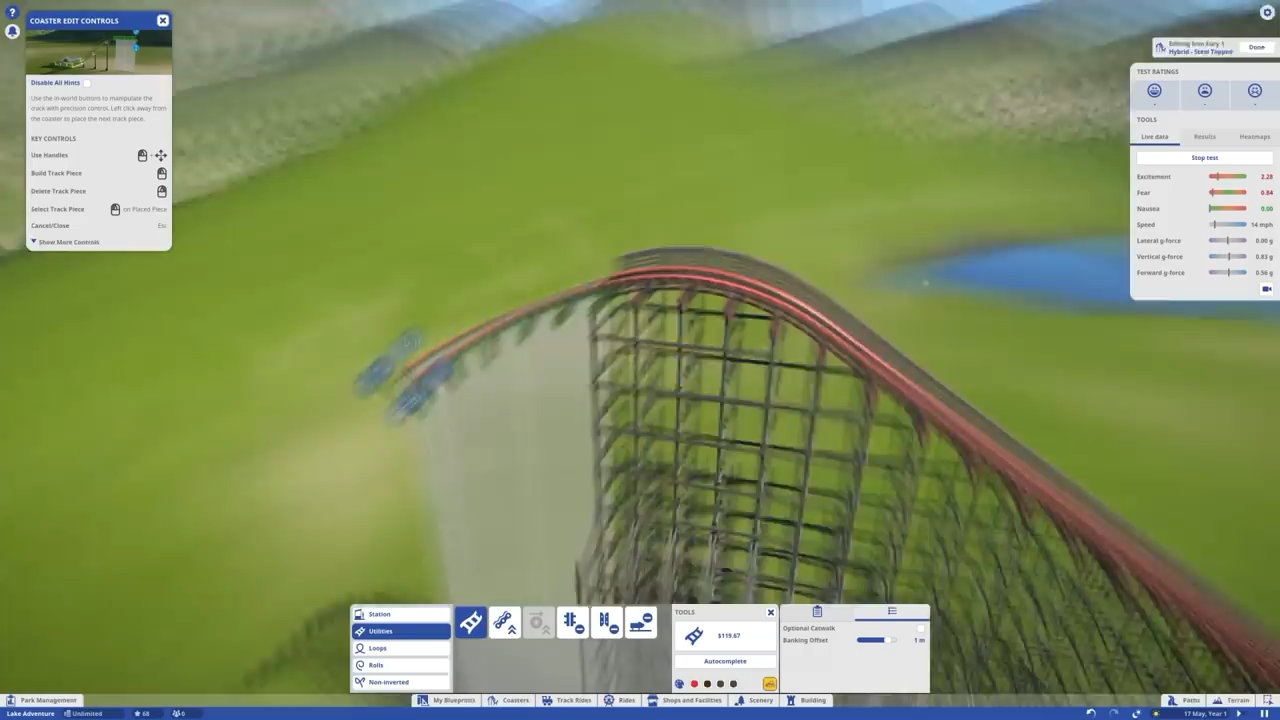 ?
COASTER EDIT CONTROLS
Disable All Hints
Use the in-world buttons to manipulate the
track with precision control. Left click away from
the coaster to place the next track piece.
KEY CONTROLS
Use Handles
Build Track Piece
Delete Track Piece
Select Track Piece
on Placed Piece
Cancel/Close
Esc
Show More Controls
Hybrid - Steel Topped
Done
TEST RATINGS
- - -
TOOLS
Live data
Results
Heatmaps
Stop test
Excitement 2.28
Fear 0.84
Nausea 0.00
Speed 14 mph
Lateral g-force 0.00 g
Vertical g-force 0.83 g
Forward g-force 0.56 g
Station
Utilities
Loops
Rolls
Non-inverted
TOOLS
$119.67
Autocomplete
Optional Catwalk
Banking Offset
1 m
Park Management
My Blueprints
Coasters
Track Rides
Rides
Shops and Facilities
Scenery
Building
Paths
Terrain
Lake Adventure
Unlimited
68
0
17 May, Year 1